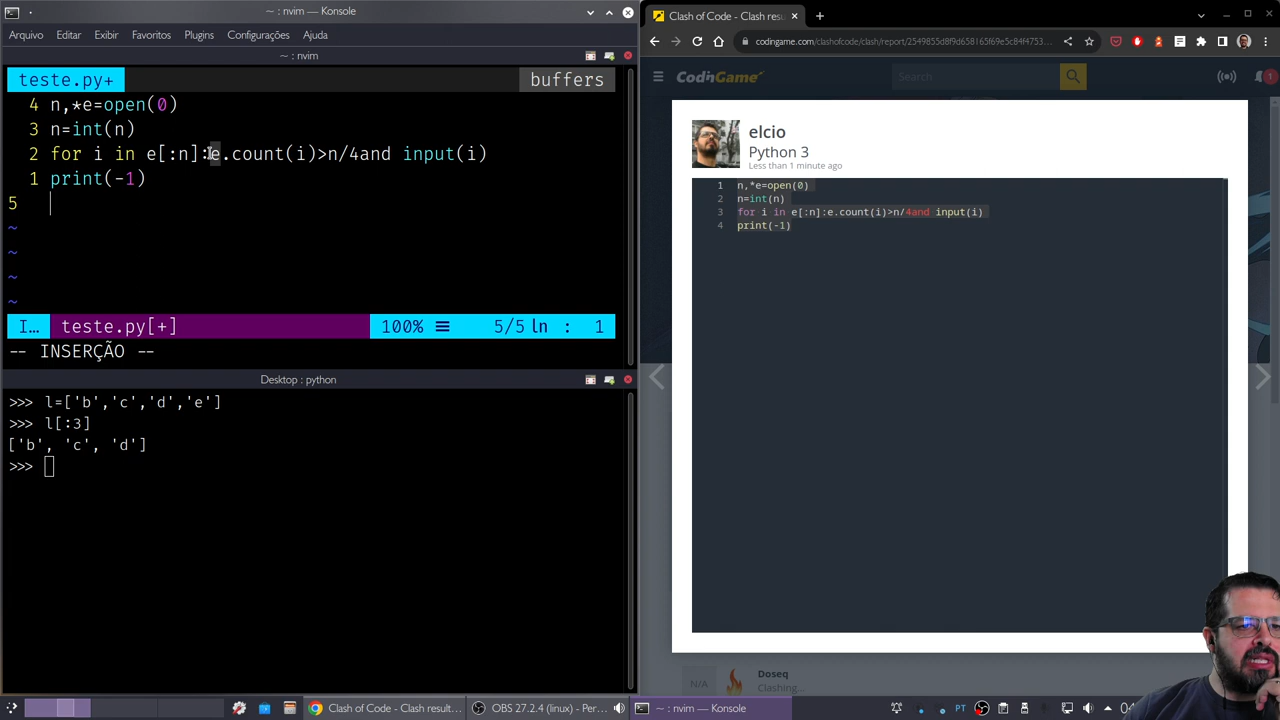 ~ : nvim — Konsole
Arquivo Editar Exibir Favoritos Plugins Configurações Ajuda
~ : nvim
teste.py+ buffers
4 n,*e=open(0)
3 n=int(n)
2 for i in e[:n]:e.count(i)>n/4and input(i)
1 print(-1)
5
~
~
~
~
I… teste.py[+] 100% ≡ 5/5 ln : 1
-- INSERÇÃO --
Desktop : python
>>> l=['b','c','d','e']
>>> l[:3]
['b', 'c', 'd']
>>>
Clash of Code - Clash resu
codingame.com/clashofcode/clash/report/2549855d8f9d658165f69e5c84f4753...
CodinGame
Search
1
elcio
Python 3
Less than 1 minute ago
1 n,*e=open(0)
2 n=int(n)
3 for i in e[:n]:e.count(i)>n/4and input(i)
4 print(-1)
N/A
Doseq
Clashing...
Clash of Code - Clash result...
OBS 27.2.4 (linux) - Per...
~ : nvim — Konsole
PT